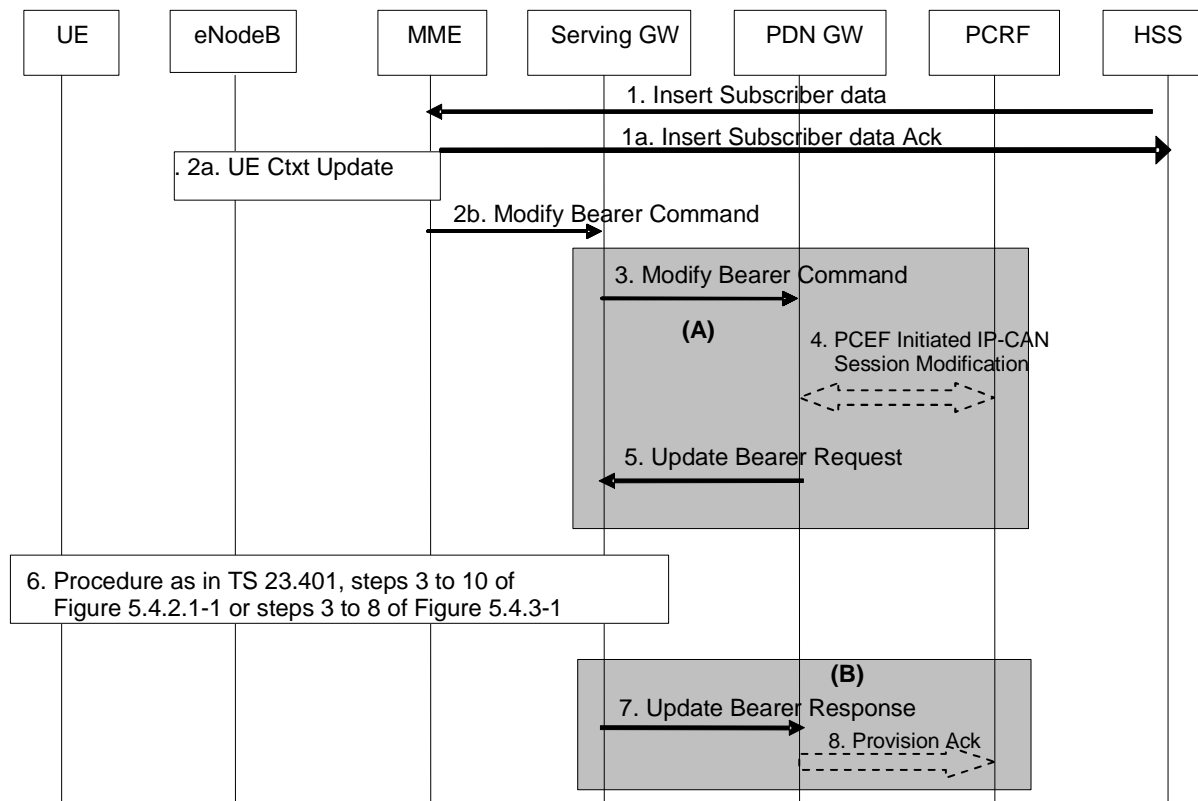 UE
eNodeB
MME
Serving GW
PDN GW
PCRF
HSS
1. Insert Subscriber data
1a. Insert Subscriber data Ack
. 2a. UE Ctxt Update
2b. Modify Bearer Command
3. Modify Bearer Command
(A)
4. PCEF Initiated IP-CAN
Session Modification
5. Update Bearer Request
6. Procedure as in TS 23.401, steps 3 to 10 of
Figure 5.4.2.1-1 or steps 3 to 8 of Figure 5.4.3-1
(B)
7. Update Bearer Response
8. Provision Ack